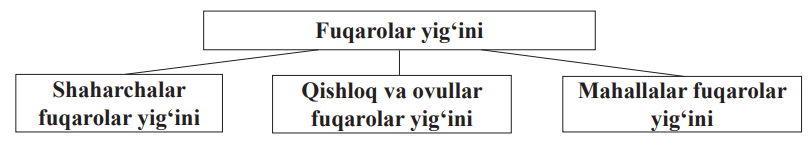 Fuqarolar yig‘ini
Shaharchalar
fuqarolar yig‘ini
Qishloq va ovullar
fuqarolar yig‘ini
Mahallalar fuqarolar
yig‘ini